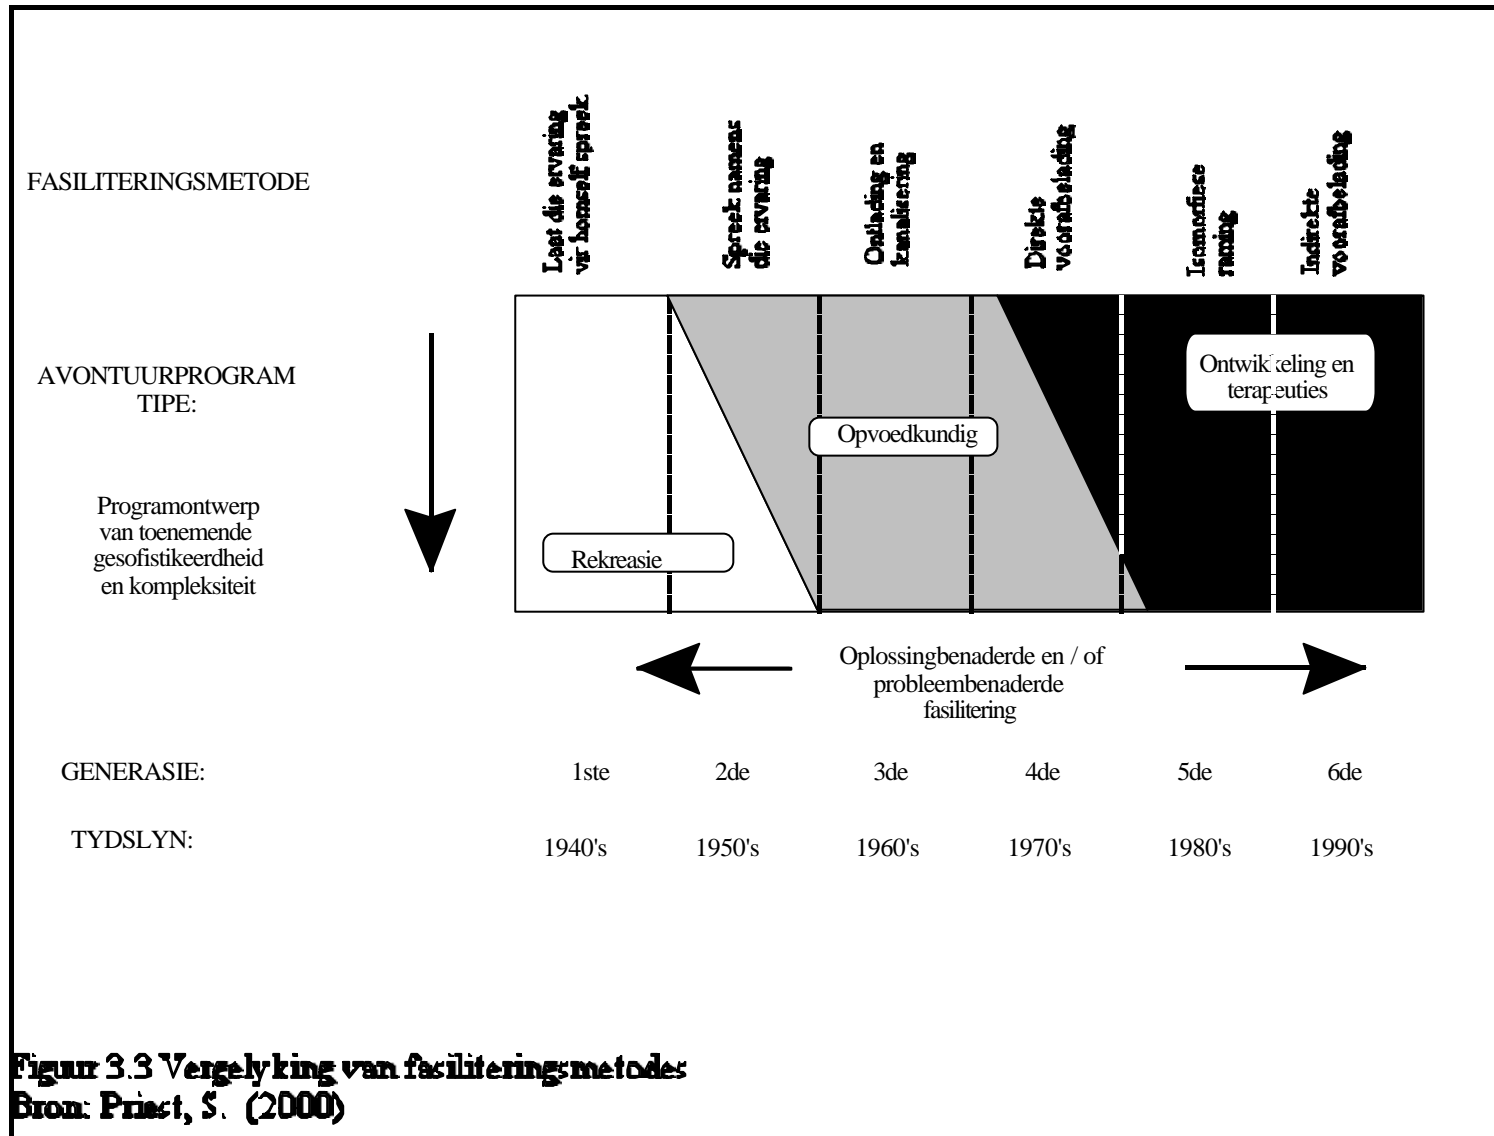 FASILITERINGSMETODE
Laat die ervaring
vir homself spreek
Spreek namens
die ervaring
Ontlading en
kanalisering
Direkte
voorafbelading
Isomorfiese
raming
Indirekte
voorafbelading
AVONTUURPROGRAM
TIPE:
Programontwerp
van toenemende
gesofistikeerdheid
en kompleksiteit
Rekreasie
Opvoedkundig
Ontwikkeling en
terapeuties
Oplossingbenaderde en / of
probleembenaderde
fasilitering
GENERASIE:
1ste 2de 3de 4de 5de 6de
TYDSLYN:
1940's 1950's 1960's 1970's 1980's 1990's
Figuur 3.3 Vergelyking van fasiliteringsmetodes
Bron: Priest, S. (2000)